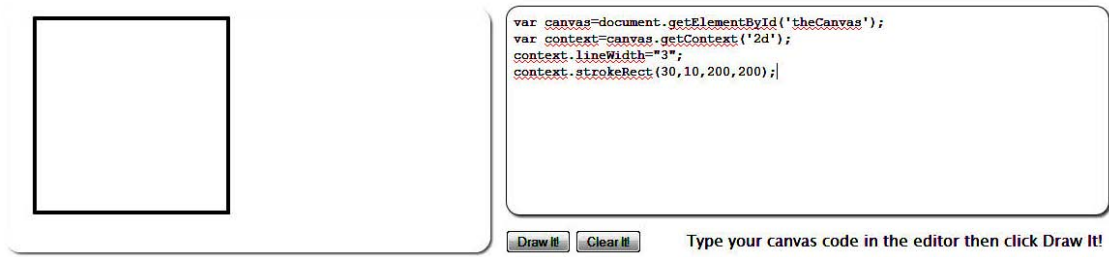 var canvas=document.getElementById('theCanvas');
var context=canvas.getContext('2d');
context.lineWidth="3";
context.strokeRect(30,10,200,200);
Draw It! Clear It! Type your canvas code in the editor then click Draw It!